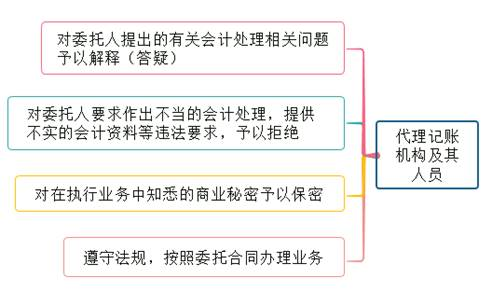 对委托人提出的有关会计处理相关问题
予以解释（答疑）
对委托人要求作出不当的会计处理，提供
不实的会计资料等违法要求，予以拒绝
对在执行业务中知悉的商业秘密予以保密
遵守法规，按照委托合同办理业务
代理记账
机构及其
人员